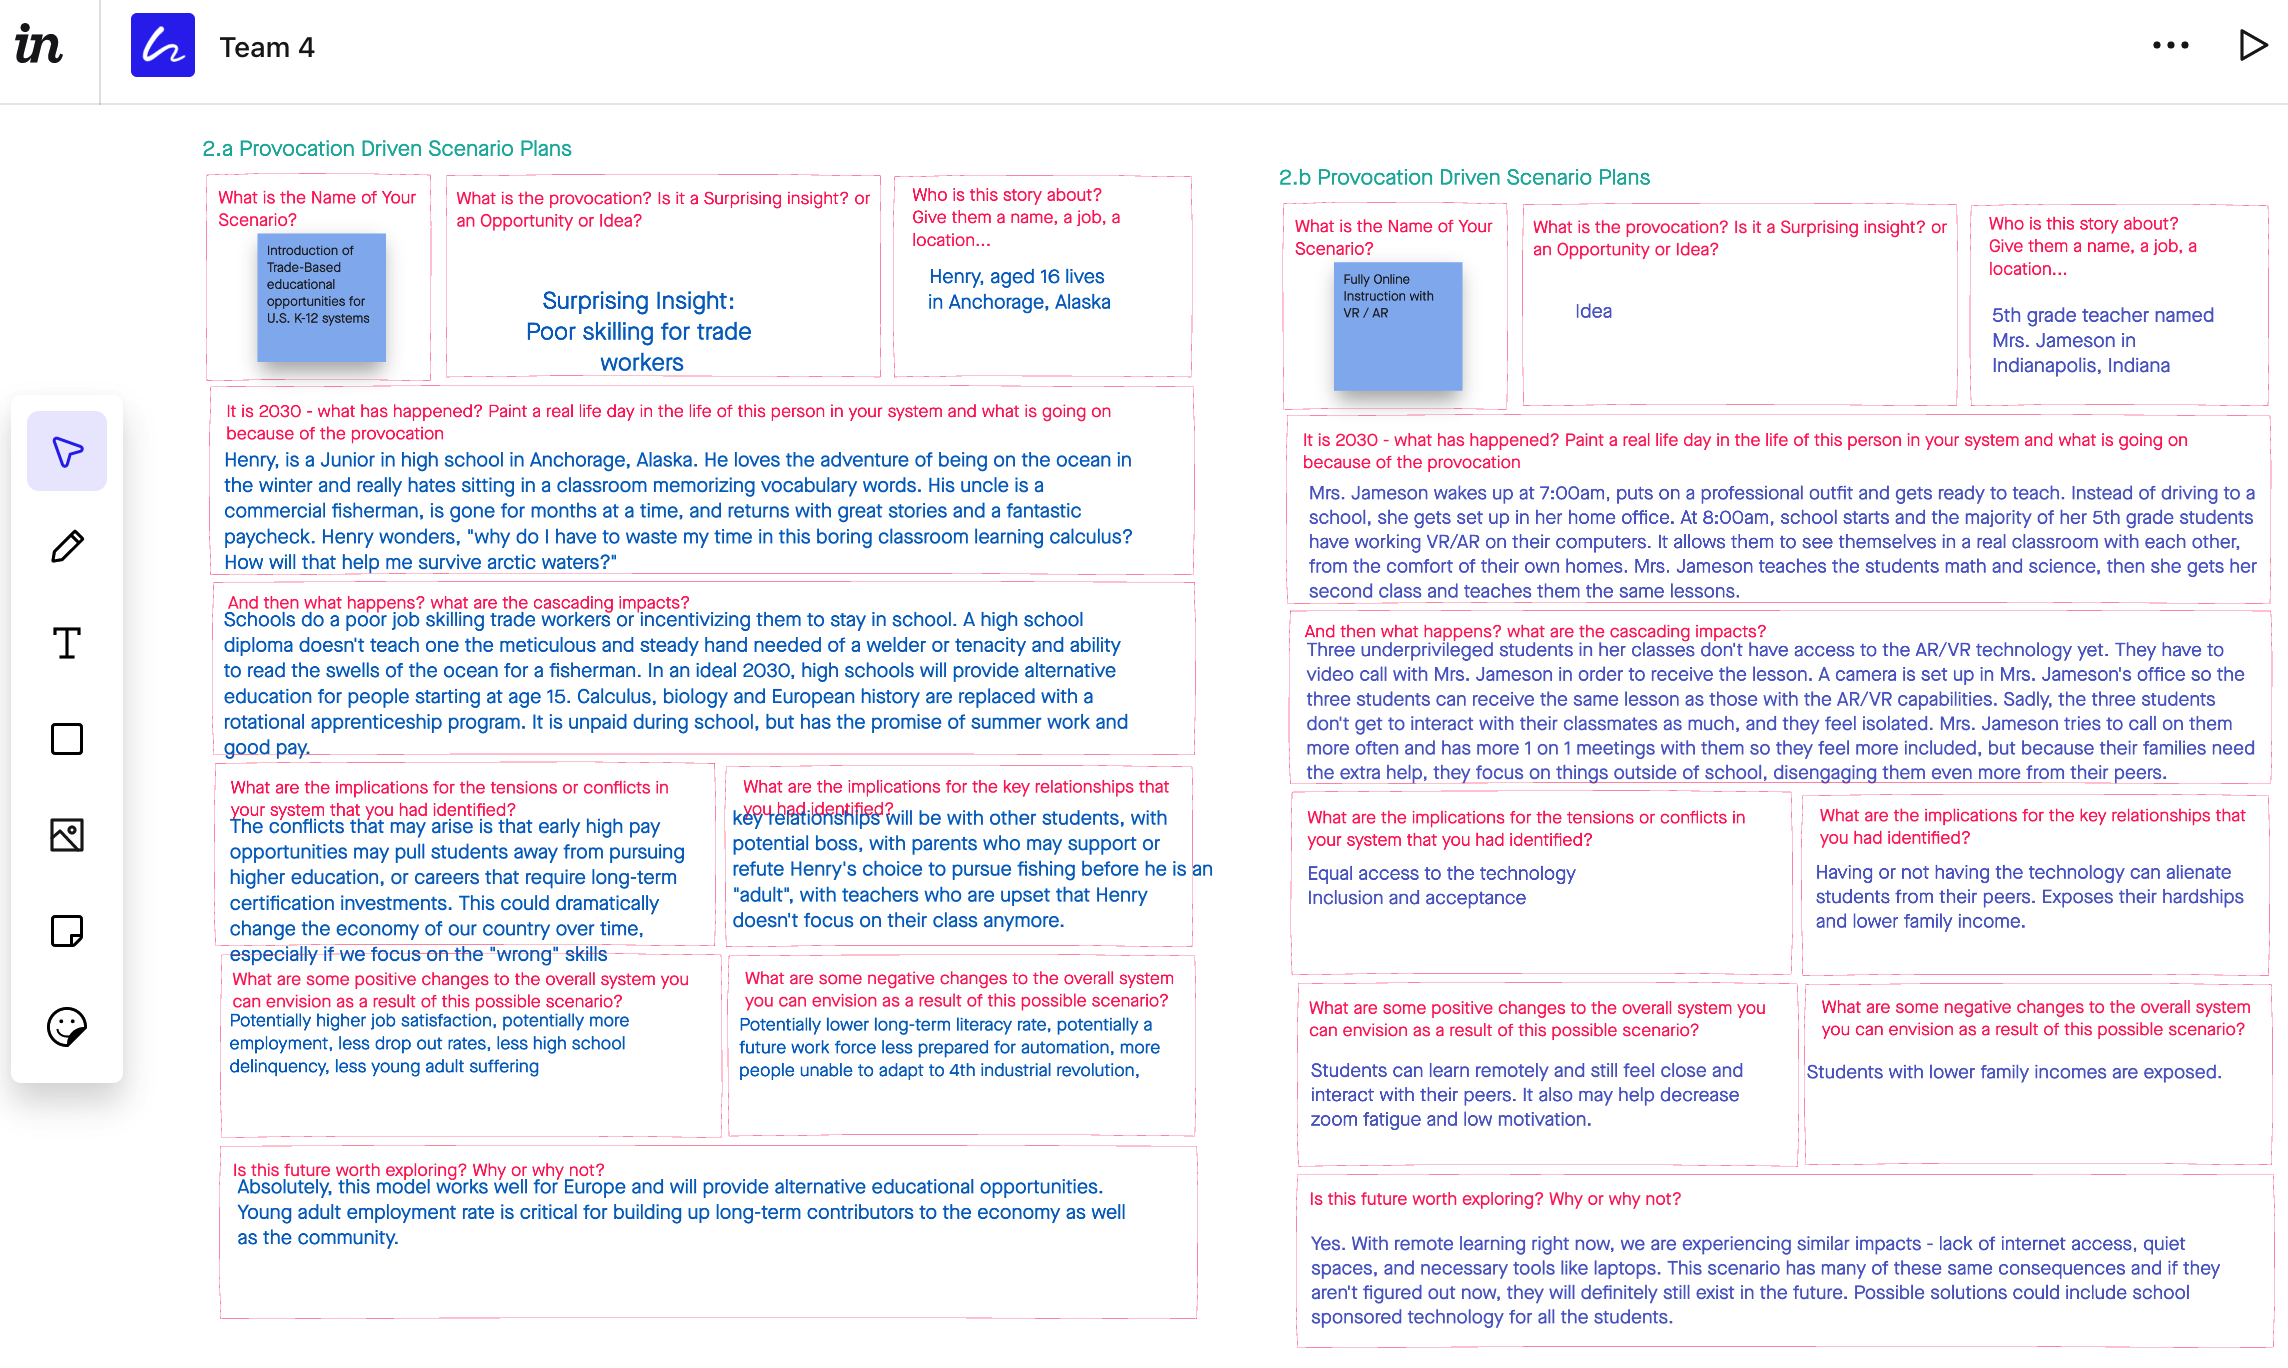 in
Team 4
2.a Provocation Driven Scenario Plans
What is the Name of Your
Scenario?
Introduction of
Trade-Based
educational
opportunities for
U.S. K-12 systems
What is the provocation? Is it a Surprising insight? or
an Opportunity or Idea?
Surprising Insight:
Poor skilling for trade
workers
Who is this story about?
Give them a name, a job, a
location...
Henry, aged 16 lives
in Anchorage, Alaska
It is 2030 - what has happened? Paint a real life day in the life of this person in your system and what is going on
because of the provocation
Henry, is a Junior in high school in Anchorage, Alaska. He loves the adventure of being on the ocean in
the winter and really hates sitting in a classroom memorizing vocabulary words. His uncle is a
commercial fisherman, is gone for months at a time, and returns with great stories and a fantastic
paycheck. Henry wonders, "why do I have to waste my time in this boring classroom learning calculus?
How will that help me survive arctic waters?"
And then what happens? what are the cascading impacts?
Schools do a poor job skilling trade workers or incentivizing them to stay in school. A high school
diploma doesn't teach one the meticulous and steady hand needed of a welder or tenacity and ability
to read the swells of the ocean for a fisherman. In an ideal 2030, high schools will provide alternative
education for people starting at age 15. Calculus, biology and European history are replaced with a
rotational apprenticeship program. It is unpaid during school, but has the promise of summer work and
good pay.
What are the implications for the tensions or conflicts in
your system that you had identified?
The conflicts that may arise is that early high pay
opportunities may pull students away from pursuing
higher education, or careers that require long-term
certification investments. This could dramatically
change the economy of our country over time,
especially if we focus on the "wrong" skills
What are the implications for the key relationships that
you had identified?
key relationships will be with other students, with
potential boss, with parents who may support or
refute Henry's choice to pursue fishing before he is an
"adult", with teachers who are upset that Henry
doesn't focus on their class anymore.
What are some positive changes to the overall system you
can envision as a result of this possible scenario?
Potentially higher job satisfaction, potentially more
employment, less drop out rates, less high school
delinquency, less young adult suffering
What are some negative changes to the overall system
you can envision as a result of this possible scenario?
Potentially lower long-term literacy rate, potentially a
future work force less prepared for automation, more
people unable to adapt to 4th industrial revolution,
Is this future worth exploring? Why or why not?
Absolutely, this model works well for Europe and will provide alternative educational opportunities.
Young adult employment rate is critical for building up long-term contributors to the economy as well
as the community.
2.b Provocation Driven Scenario Plans
What is the Name of Your
Scenario?
Fully Online
Instruction with
VR / AR
What is the provocation? Is it a Surprising insight? or
an Opportunity or Idea?
Idea
Who is this story about?
Give them a name, a job, a
location...
5th grade teacher named
Mrs. Jameson in
Indianapolis, Indiana
It is 2030 - what has happened? Paint a real life day in the life of this person in your system and what is going on
because of the provocation
Mrs. Jameson wakes up at 7:00am, puts on a professional outfit and gets ready to teach. Instead of driving to a
school, she gets set up in her home office. At 8:00am, school starts and the majority of her 5th grade students
have working VR/AR on their computers. It allows them to see themselves in a real classroom with each other,
from the comfort of their own homes. Mrs. Jameson teaches the students math and science, then she gets her
second class and teaches them the same lessons.
And then what happens? what are the cascading impacts?
Three underprivileged students in her classes don't have access to the AR/VR technology yet. They have to
video call with Mrs. Jameson in order to receive the lesson. A camera is set up in Mrs. Jameson's office so the
three students can receive the same lesson as those with the AR/VR capabilities. Sadly, the three students
don't get to interact with their classmates as much, and they feel isolated. Mrs. Jameson tries to call on them
more often and has more 1 on 1 meetings with them so they feel more included, but because their families need
the extra help, they focus on things outside of school, disengaging them even more from their peers.
What are the implications for the tensions or conflicts in
your system that you had identified?
Equal access to the technology
Inclusion and acceptance
What are the implications for the key relationships that
you had identified?
Having or not having the technology can alienate
students from their peers. Exposes their hardships
and lower family income.
What are some positive changes to the overall system you
can envision as a result of this possible scenario?
Students can learn remotely and still feel close and
interact with their peers. It also may help decrease
zoom fatigue and low motivation.
What are some negative changes to the overall system
you can envision as a result of this possible scenario?
Students with lower family incomes are exposed.
Is this future worth exploring? Why or why not?
Yes. With remote learning right now, we are experiencing similar impacts - lack of internet access, quiet
spaces, and necessary tools like laptops. This scenario has many of these same consequences and if they
aren't figured out now, they will definitely still exist in the future. Possible solutions could include school
sponsored technology for all the students.